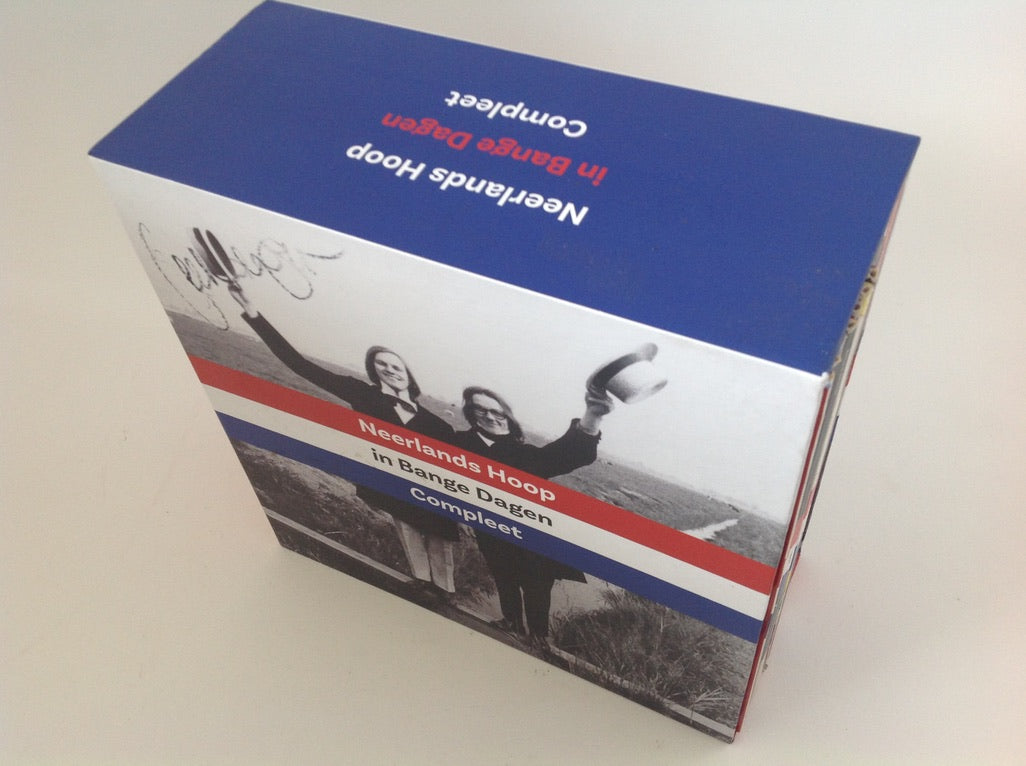 Neerlands Hoop
in Bange Dagen
Compleet
Neerlands Hoop
in Bange Dagen
Compleet